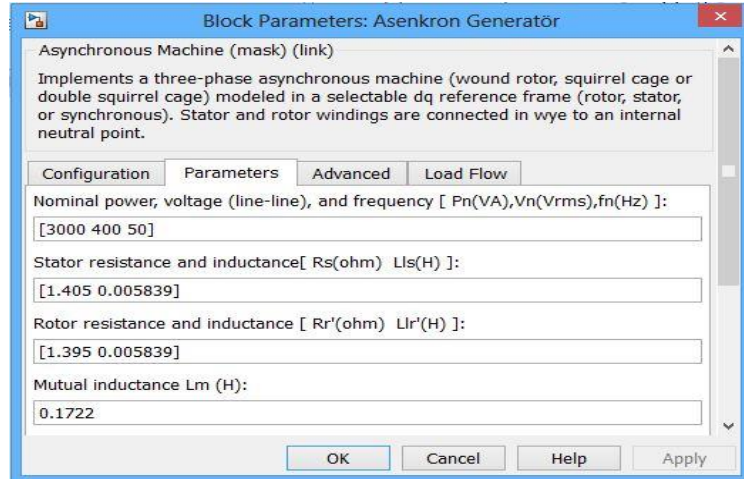 Block Parameters: Asenkron Generatör
Asynchronous Machine (mask) (link)
Implements a three-phase asynchronous machine (wound rotor, squirrel cage or
double squirrel cage) modeled in a selectable dq reference frame (rotor, stator,
or synchronous). Stator and rotor windings are connected in wye to an internal
neutral point.
Configuration Parameters Advanced Load Flow
Nominal power, voltage (line-line), and frequency [ Pn(VA),Vn(Vrms),fn(Hz) ]:
[3000 400 50]
Stator resistance and inductance[ Rs(ohm) Lls(H) ]:
[1.405 0.005839]
Rotor resistance and inductance [ Rr'(ohm) Llr'(H) ]:
[1.395 0.005839]
Mutual inductance Lm (H):
0.1722
OK Cancel Help Apply